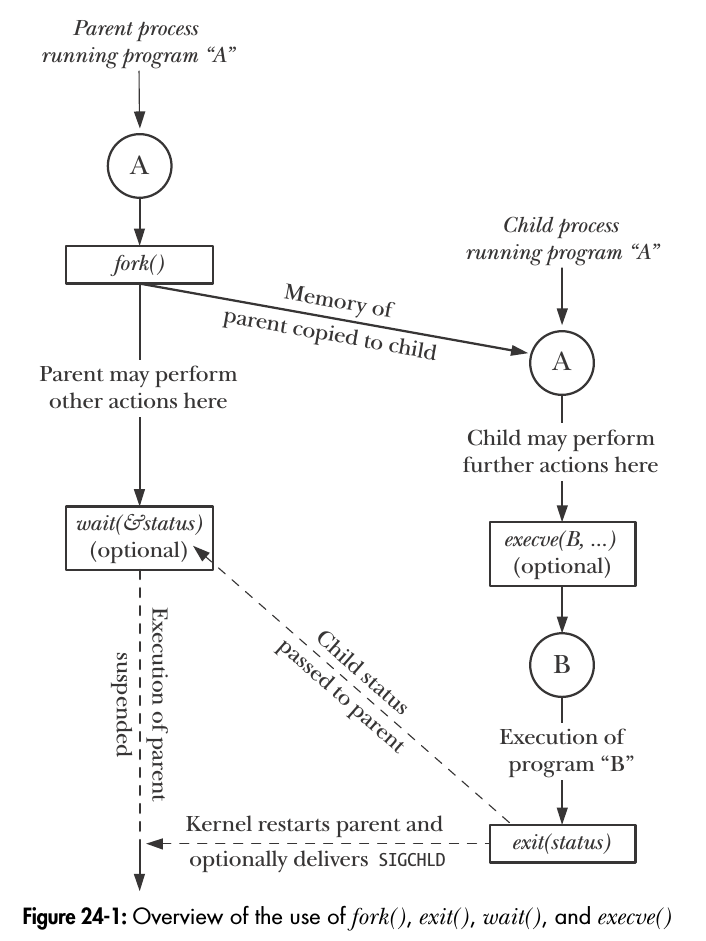 Parent process
running program “A”
A
fork()
Child process
running program “A”
Memory of
parent copied to child
A
Parent may perform
other actions here
Child may perform
further actions here
wait(&status)
(optional)
execve(B, ...)
(optional)
Execution of parent
suspended
Child status
passed to parent
B
Execution of
program “B”
Kernel restarts parent and
optionally delivers SIGCHLD
exit(status)
Figure 24-1: Overview of the use of fork(), exit(), wait(), and execve()